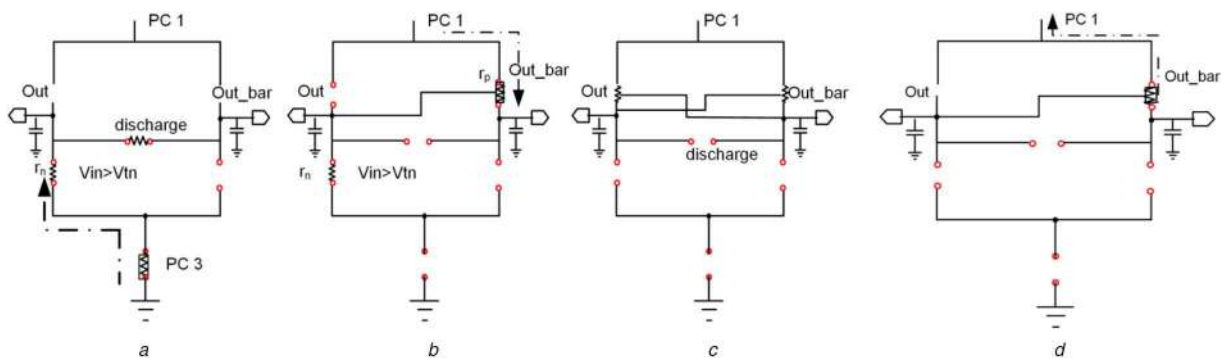 PC 1
Out
Out_bar
discharge
rn
Vin>Vtn
PC 3
a
PC 1
rp
Out
Out_bar
rn
Vin>Vtn
b
PC 1
Out
Out_bar
discharge
c
PC 1
Out
Out_bar
d